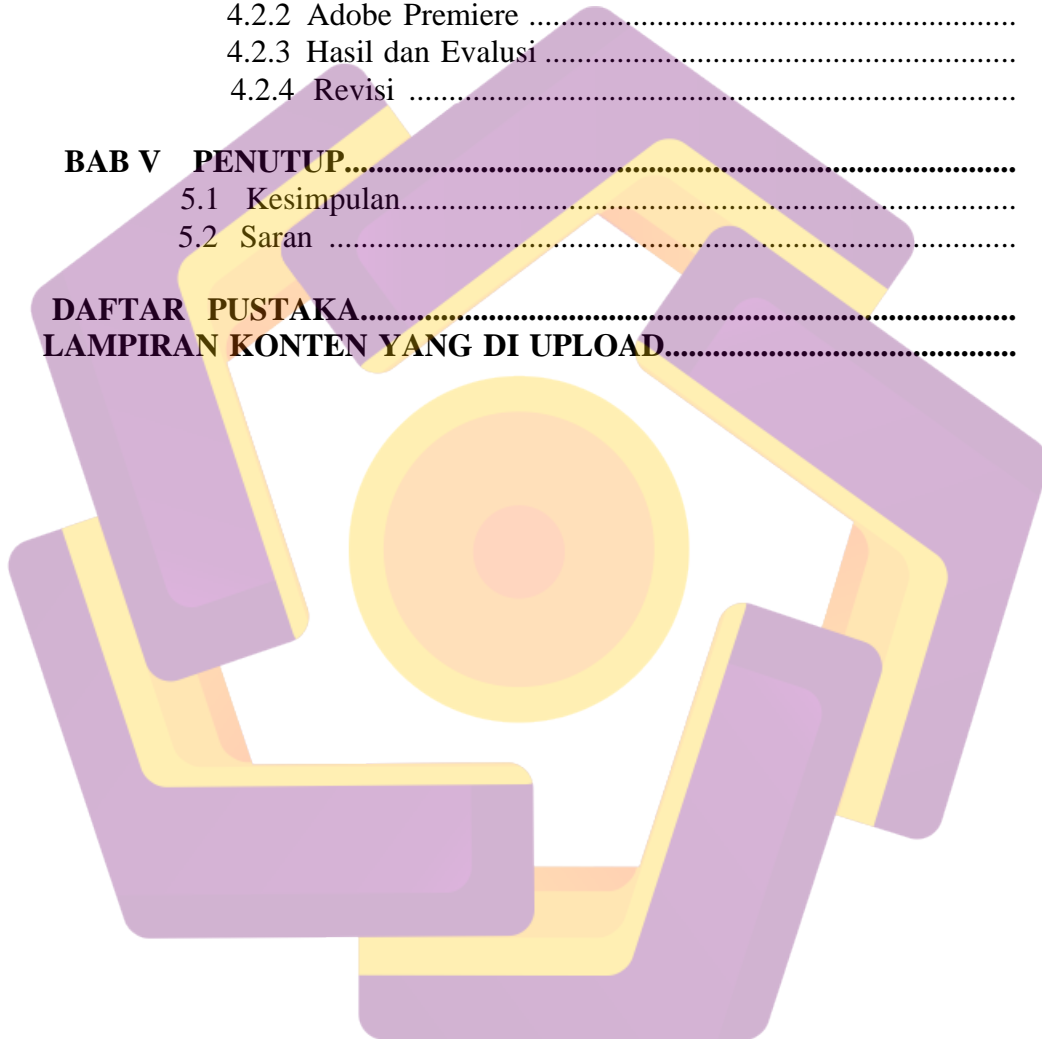 4.2.2 Adobe Premiere ................................................................
4.2.3 Hasil dan Evalusi ..............................................................
4.2.4 Revisi ................................................................................
BAB V PENUTUP.........................................................................................
5.1 Kesimpulan.................................................................................
5.2 Saran ..........................................................................................
DAFTAR PUSTAKA.......................................................................................
LAMPIRAN KONTEN YANG DI UPLOAD...............................................